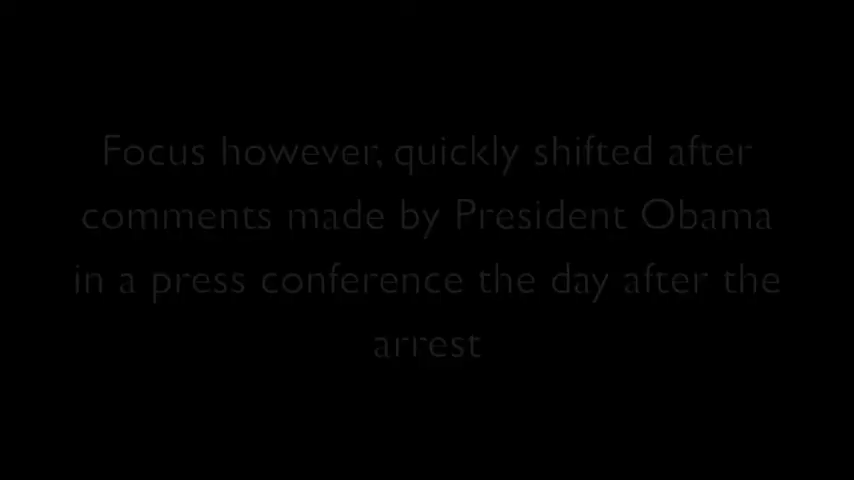 Focus however, quickly shifted after
comments made by President Obama
in a press conference the day after the
arrest